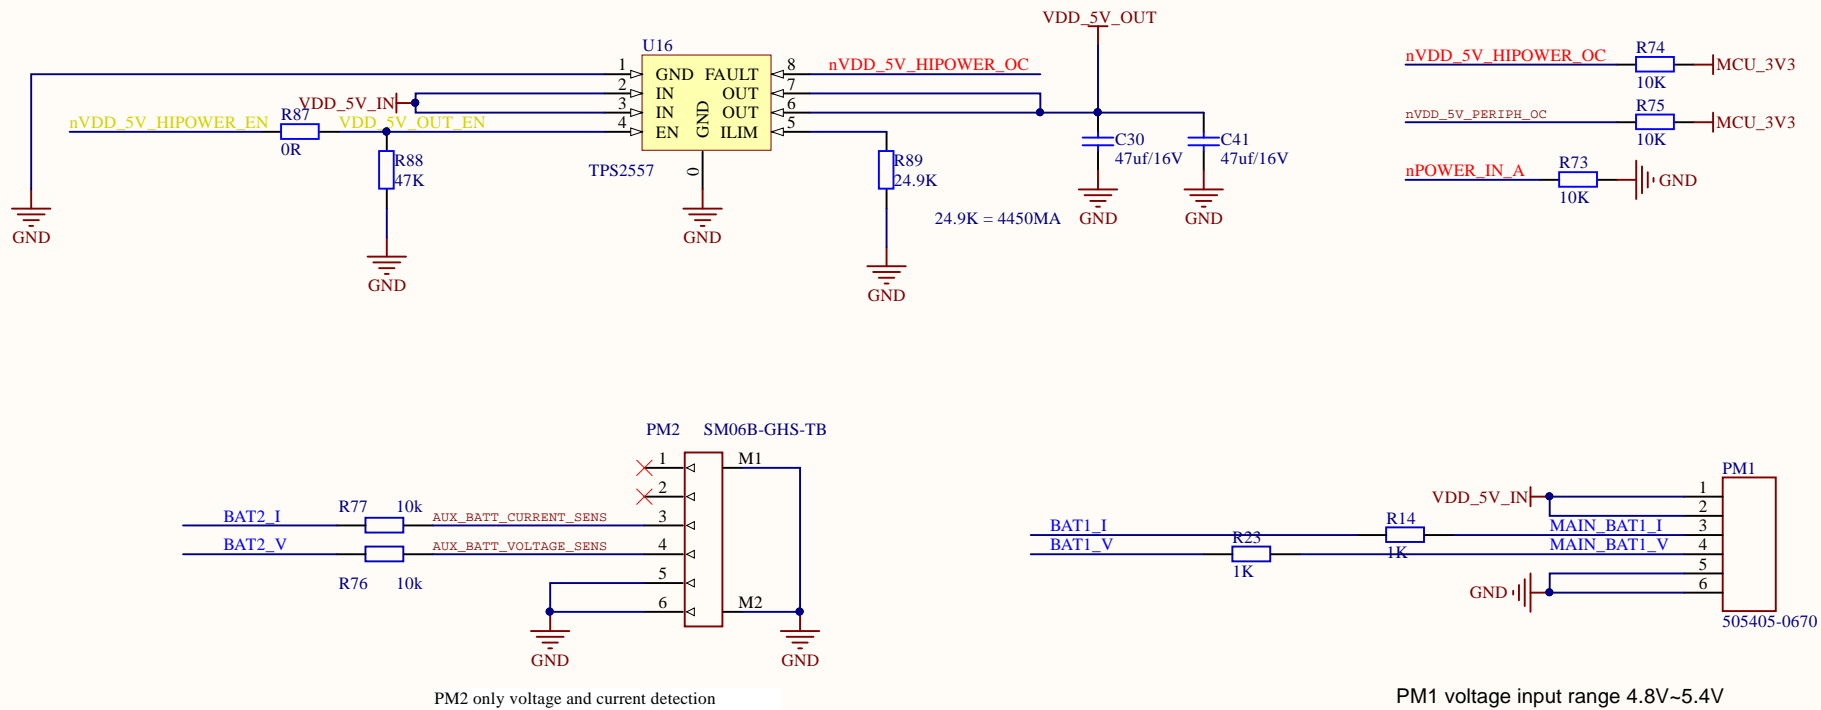 VDD_5V_OUT
U16
1 GND FAULT 8 nVDD_5V_HIPOWER_OC
2 IN OUT 7
VDD_5V_IN
3 IN OUT 6
nVDD_5V_HIPOWER_EN R87 VDD_5V_OUT_EN 4 EN ILIM 5
GND
0R
R88
47K
TPS2557
0
R89
24.9K
C30
47uf/16V
C41
47uf/16V
24.9K = 4450MA
GND
GND
GND
GND
GND
GND
nVDD_5V_HIPOWER_OC R74 MCU_3V3
10K
nVDD_5V_PERIPH_OC R75 MCU_3V3
10K
nPOWER_IN_A R73 GND
10K
PM2 SM06B-GHS-TB
1 M1
2
R77 10k
BAT2_I AUX_BATT_CURRENT_SENS 3
BAT2_V AUX_BATT_VOLTAGE_SENS 4
R76 10k
5
6 M2
GND
GND
PM2 only voltage and current detection
PM1
VDD_5V_IN 1
2
BAT1_I R14 MAIN_BAT1_I 3
1K
BAT1_V R23 MAIN_BAT1_V 4
1K
5
GND 6
505405-0670
PM1 voltage input range 4.8V~5.4V